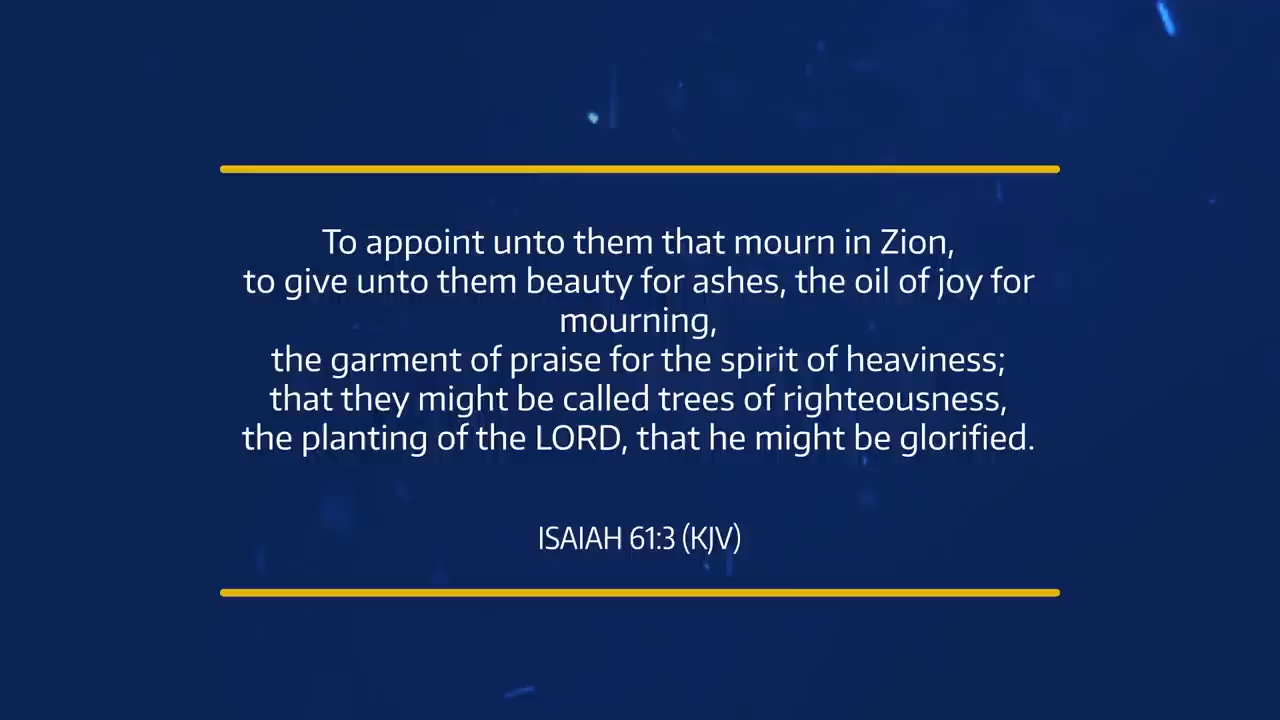 To appoint unto them that mourn in Zion,
to give unto them beauty for ashes, the oil of joy for
mourning,
the garment of praise for the spirit of heaviness;
that they might be called trees of righteousness,
the planting of the LORD, that he might be glorified.
ISAIAH 61:3 (KJV)